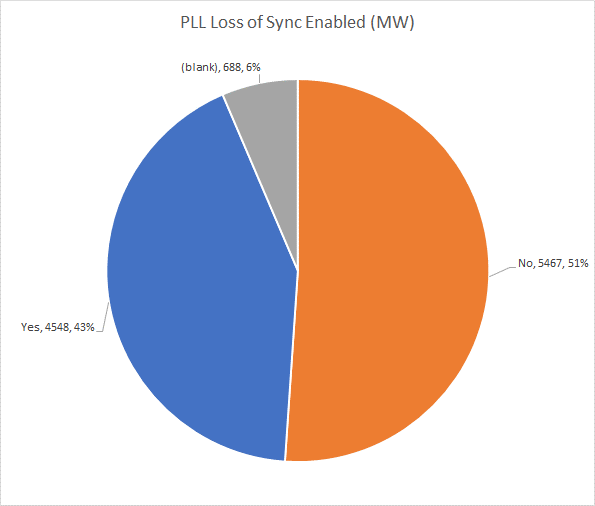 PLL Loss of Sync Enabled (MW)
(blank), 688, 6%
No, 5467, 51%
Yes, 4548, 43%